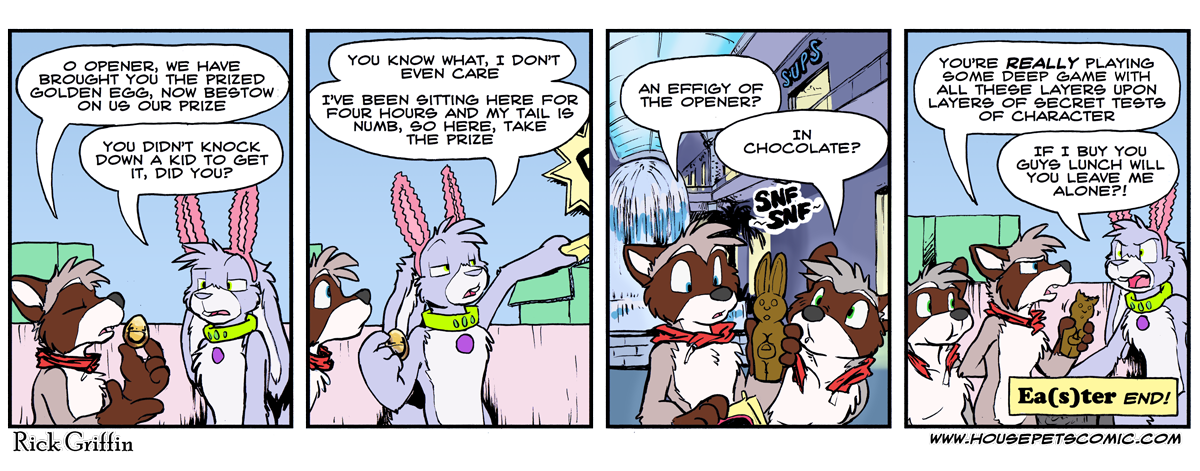 O OPENER, WE HAVE
BROUGHT YOU THE PRIZED
GOLDEN EGG, NOW BESTOW
ON US OUR PRIZE
YOU DIDN'T KNOCK
DOWN A KID TO GET
IT, DID YOU?
YOU KNOW WHAT, I DON'T
EVEN CARE
I'VE BEEN SITTING HERE FOR
FOUR HOURS AND MY TAIL IS
NUMB, SO HERE, TAKE
THE PRIZE
SUPS
AN EFFIGY OF
THE OPENER?
IN
CHOCOLATE?
SNF
~SNF~
YOU'RE REALLY PLAYING
SOME DEEP GAME WITH
ALL THESE LAYERS UPON
LAYERS OF SECRET TESTS
OF CHARACTER
IF I BUY YOU
GUYS LUNCH WILL
YOU LEAVE ME
ALONE?!
Ea(s)ter END!
Rick Griffin
WWW.HOUSEPETSCOMIC.COM